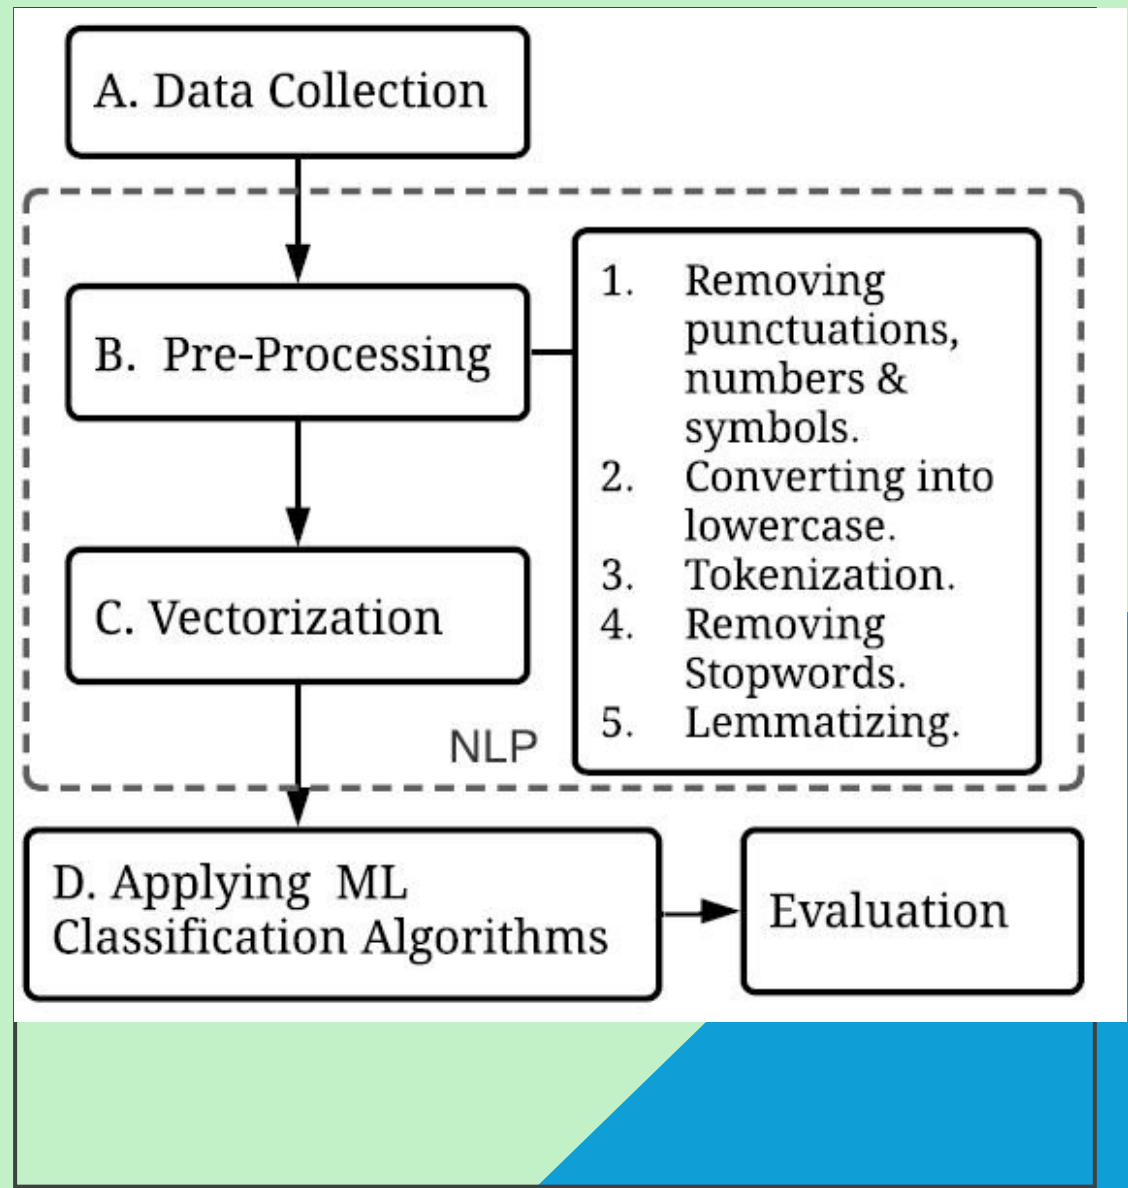 A. Data Collection
B. Pre-Processing
1. Removing
punctuations,
numbers &
symbols.
2. Converting into
lowercase.
3. Tokenization.
4. Removing
Stopwords.
5. Lemmatizing.
C. Vectorization
NLP
D. Applying ML
Classification Algorithms
Evaluation